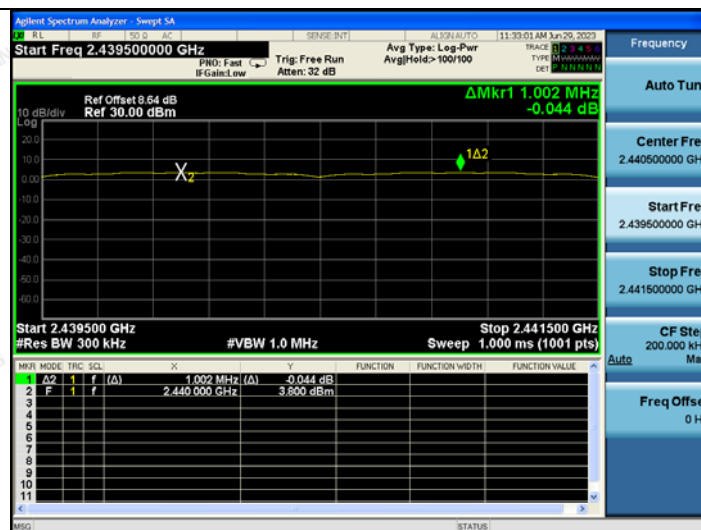 Agilent Spectrum Analyzer - Swept SA
RL RF 50 Ω AC SENSE:INT ALIGN AUTO 11:33:01 AM Jun 29, 2023
Start Freq 2.439500000 GHz
PNO: Fast
IFGain:Low
Trig: Free Run
Atten: 32 dB
Avg Type: Log-Pwr
Avg|Hold:>100/100
TRACE 1 2 3 4 5 6
TYPE M W W W W W
DET P N N N N N
ΔMkr1 1.002 MHz
-0.044 dB
Ref Offset 8.64 dB
10 dB/div Ref 30.00 dBm
Log
20.0
10.0
0.00
-10.0
-20.0
-30.0
-40.0
-50.0
-60.0
X2
1Δ2
Start 2.439500 GHz Stop 2.441500 GHz
#Res BW 300 kHz #VBW 1.0 MHz Sweep 1.000 ms (1001 pts)
MKR MODE TRC SCL X Y FUNCTION FUNCTION WIDTH FUNCTION VALUE
1 Δ2 1 f (Δ) 1.002 MHz (Δ) -0.044 dB
2 F 1 f 2.440 000 GHz 3.800 dBm
3
4
5
6
7
8
9
10
11
MSG STATUS
Frequency
Auto Tun
Center Fre
2.440500000 GH
Start Fre
2.439500000 GH
Stop Fre
2.441500000 GH
CF Ste
200.000 kH
Auto Ma
Freq Offse
0 H